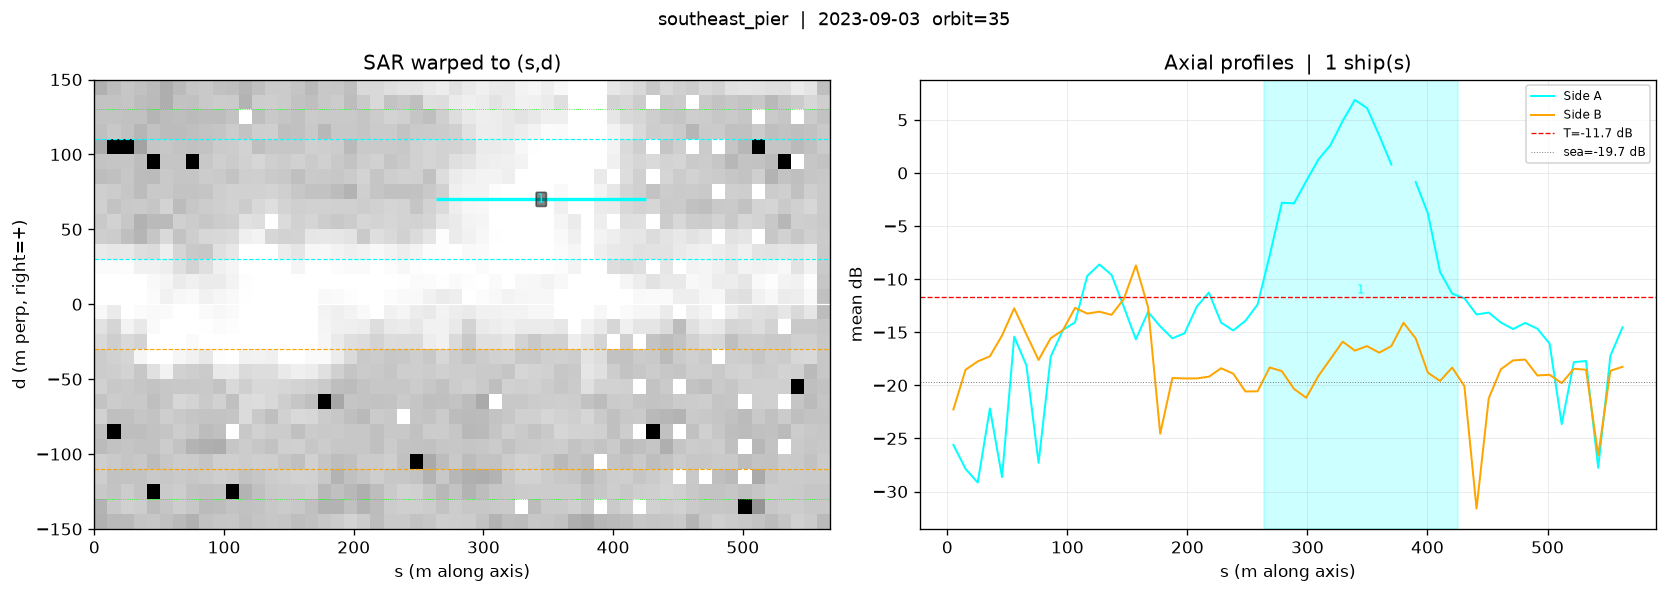 southeast_pier  |  2023-09-03  orbit=35
SAR warped to (s,d)
150
100
50
0
−50
−100
−150
d (m perp, right=+)
1
0
100
200
300
400
500
s (m along axis)
Axial profiles  |  1 ship(s)
5
0
−5
−10
−15
−20
−25
−30
mean dB
Side A
Side B
T=-11.7 dB
sea=-19.7 dB
1
0
100
200
300
400
500
s (m along axis)